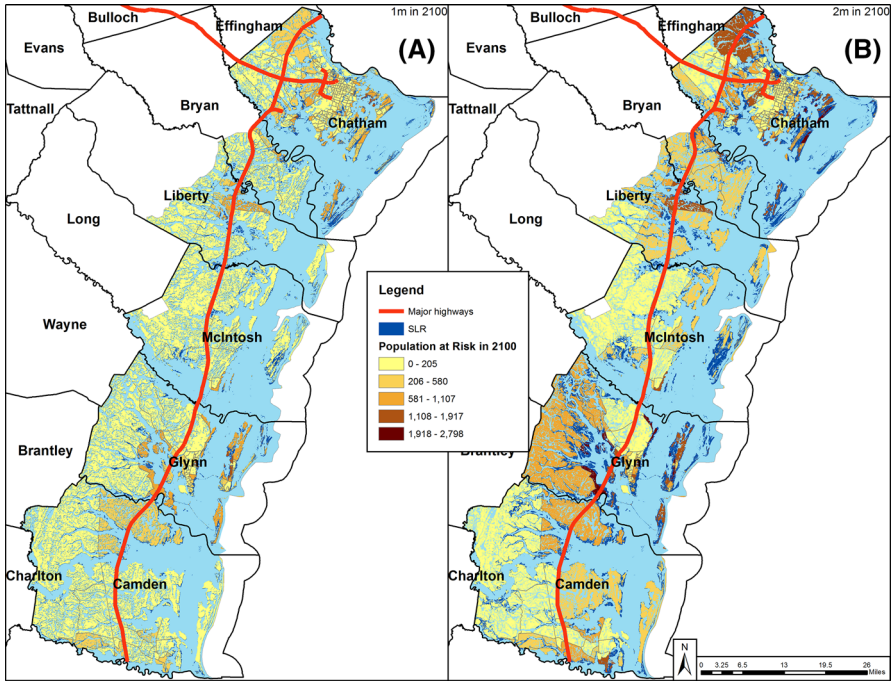 1m in 2100
(A)
Bulloch
Effingham
Evans
Bryan
Tattnall
Chatham
Liberty
Long
Wayne
McIntosh
Brantley
Glynn
Charlton
Camden
Legend
Major highways
SLR
Population at Risk in 2100
0 - 205
206 - 580
581 - 1,107
1,108 - 1,917
1,918 - 2,798
2m in 2100
(B)
Bulloch
Effingham
Evans
Bryan
Tattnall
Chatham
Liberty
Long
McIntosh
Brantley
Glynn
Charlton
Camden
N
0 3.25 6.5 13 19.5 26
Miles